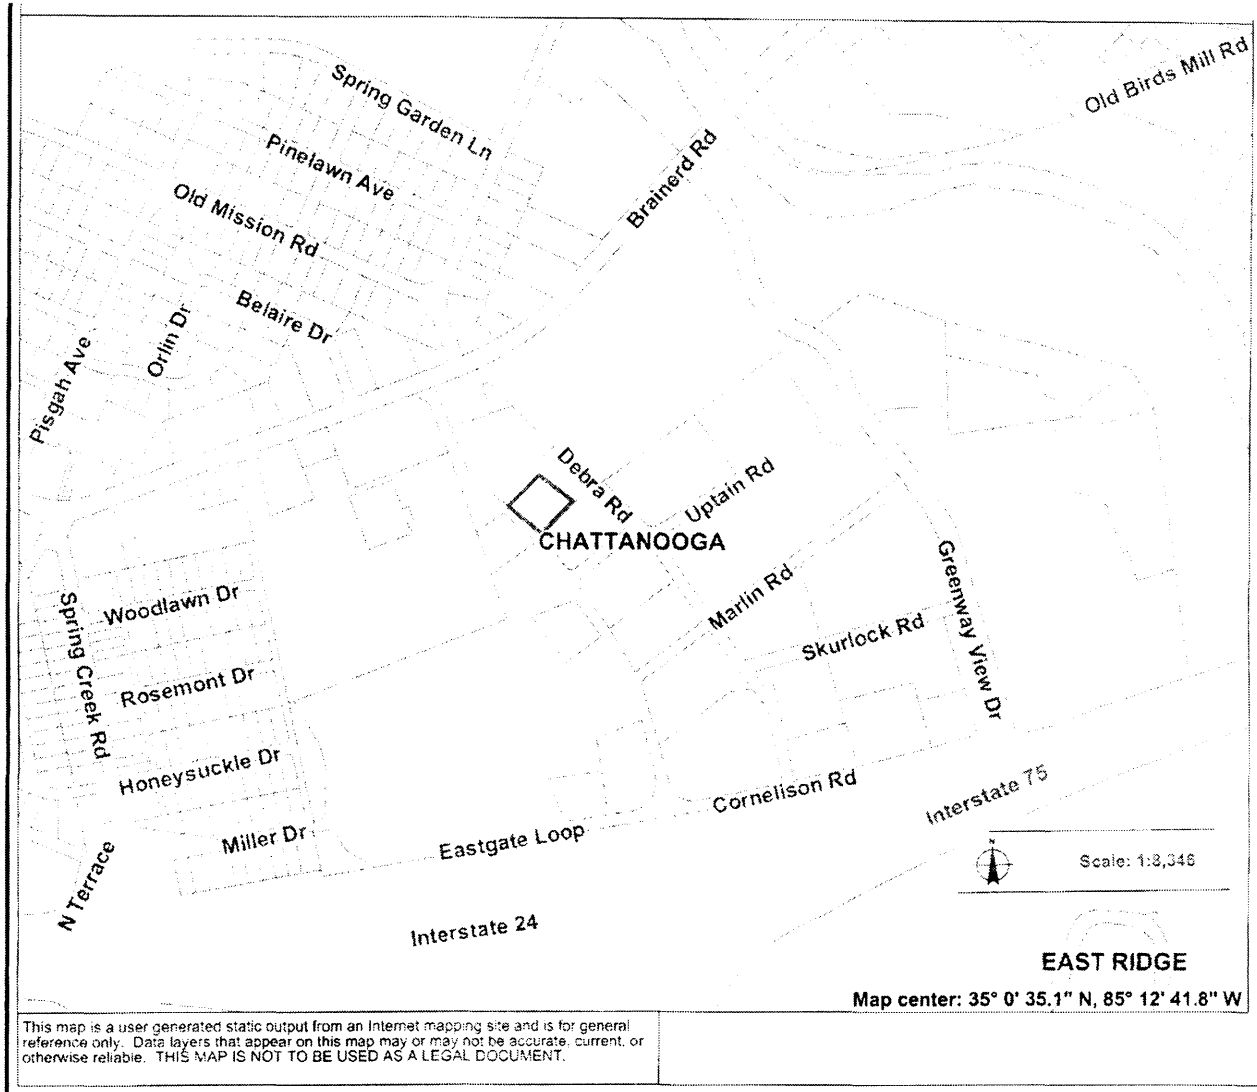 Spring Garden Ln
Old Birds Mill Rd
Pinelawn Ave
Brainerd Rd
Old Mission Rd
Belaire Dr
Orlin Dr
Pisgah Ave
Debra Rd
Uptain Rd
CHATTANOOGA
Greenway View Dr
Woodlawn Dr
Marlin Rd
Spring Creek Rd
Skurlock Rd
Rosemont Dr
Honeysuckle Dr
Cornelison Rd
Interstate 75
Miller Dr
Eastgate Loop
N Terrace
N
Scale: 1:8,346
Interstate 24
EAST RIDGE
Map center: 35° 0' 35.1" N, 85° 12' 41.8" W
This map is a user generated static output from an Internet mapping site and is for general
reference only. Data layers that appear on this map may or may not be accurate, current, or
otherwise reliable. THIS MAP IS NOT TO BE USED AS A LEGAL DOCUMENT.